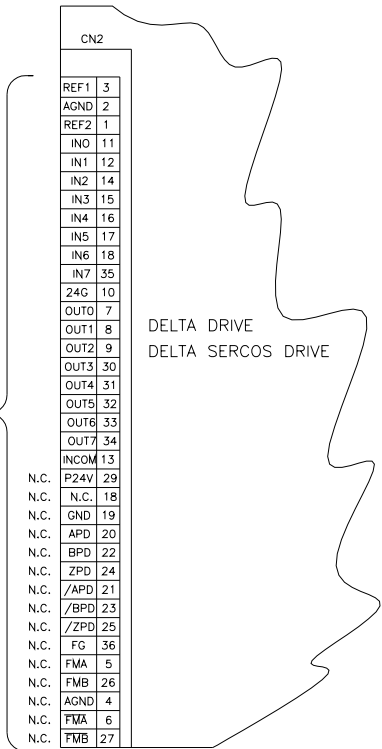 CN2
REF1 3
AGND 2
REF2 1
IN0 11
IN1 12
IN2 14
IN3 15
IN4 16
IN5 17
IN6 18
IN7 35
24G 10
OUT0 7
OUT1 8
OUT2 9
OUT3 30
OUT4 31
OUT5 32
OUT6 33
OUT7 34
INCOM 13
N.C. P24V 29
N.C. N.C. 18
N.C. GND 19
N.C. APD 20
N.C. BPD 22
N.C. ZPD 24
N.C. /APD 21
N.C. /BPD 23
N.C. /ZPD 25
N.C. FG 36
N.C. FMA 5
N.C. FMB 26
N.C. AGND 4
N.C. F̅M̅A̅ 6
N.C. F̅M̅B̅ 27
DELTA DRIVE
DELTA SERCOS DRIVE